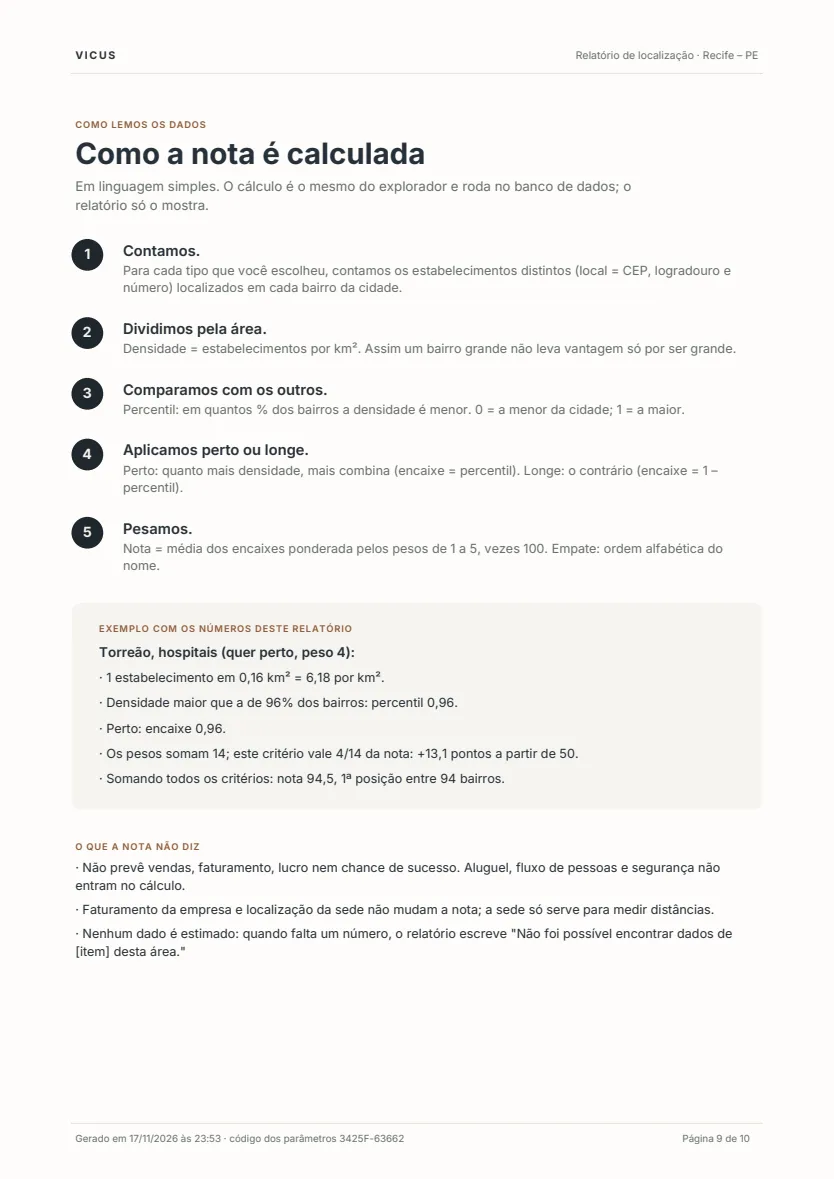 VICUS
Relatório de localização · Recife – PE
COMO LEMOS OS DADOS
Como a nota é calculada
Em linguagem simples. O cálculo é o mesmo do explorador e roda no banco de dados; o
relatório só o mostra.
1
Contamos.
Para cada tipo que você escolheu, contamos os estabelecimentos distintos (local = CEP, logradouro e
número) localizados em cada bairro da cidade.
2
Dividimos pela área.
Densidade = estabelecimentos por km². Assim um bairro grande não leva vantagem só por ser grande.
3
Comparamos com os outros.
Percentil: em quantos % dos bairros a densidade é menor. 0 = a menor da cidade; 1 = a maior.
4
Aplicamos perto ou longe.
Perto: quanto mais densidade, mais combina (encaixe = percentil). Longe: o contrário (encaixe = 1 –
percentil).
5
Pesamos.
Nota = média dos encaixes ponderada pelos pesos de 1 a 5, vezes 100. Empate: ordem alfabética do
nome.
EXEMPLO COM OS NÚMEROS DESTE RELATÓRIO
Torreão, hospitais (quer perto, peso 4):
· 1 estabelecimento em 0,16 km² = 6,18 por km².
· Densidade maior que a de 96% dos bairros: percentil 0,96.
· Perto: encaixe 0,96.
· Os pesos somam 14; este critério vale 4/14 da nota: +13,1 pontos a partir de 50.
· Somando todos os critérios: nota 94,5, 1ª posição entre 94 bairros.
O QUE A NOTA NÃO DIZ
· Não prevê vendas, faturamento, lucro nem chance de sucesso. Aluguel, fluxo de pessoas e segurança não
entram no cálculo.
· Faturamento da empresa e localização da sede não mudam a nota; a sede só serve para medir distâncias.
· Nenhum dado é estimado: quando falta um número, o relatório escreve "Não foi possível encontrar dados de
[item] desta área."
Gerado em 17/11/2026 às 23:53 · código dos parâmetros 3425F-63662
Página 9 de 10